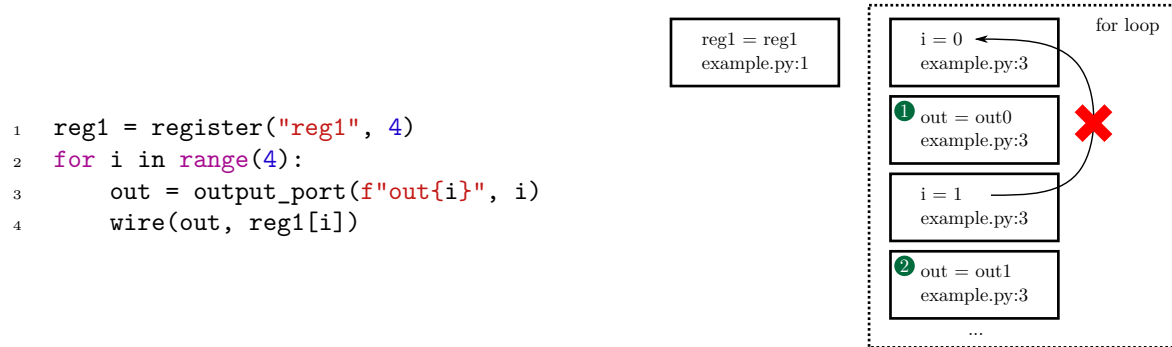 1 reg1 = register("reg1", 4)
2 for i in range(4):
3 out = output_port(f"out{i}", i)
4 wire(out, reg1[i])
reg1 = reg1
example.py:1
for loop
i = 0
example.py:3
1 out = out0
example.py:3
i = 1
example.py:3
2 out = out1
example.py:3
...